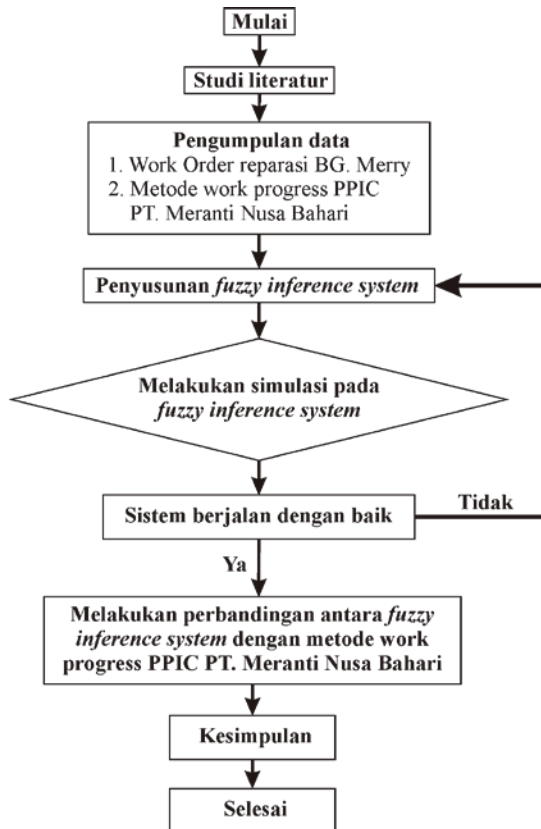 Mulai
Studi literatur
Pengumpulan data
1. Work Order reparasi BG. Merry
2. Metode work progress PPIC
PT. Meranti Nusa Bahari
Penyusunan fuzzy inference system
Melakukan simulasi pada
fuzzy inference system
Sistem berjalan dengan baik
Tidak
Ya
Melakukan perbandingan antara fuzzy
inference system dengan metode work
progress PPIC PT. Meranti Nusa Bahari
Kesimpulan
Selesai